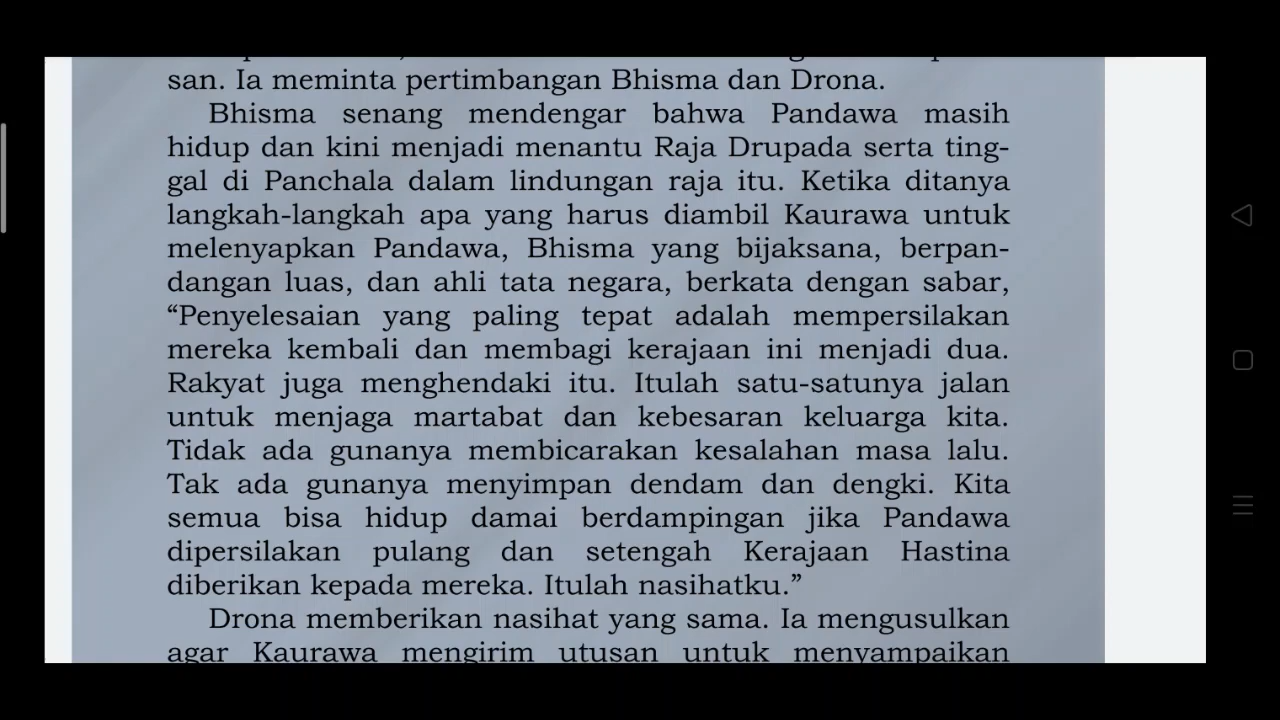 san. Ia meminta pertimbangan Bhisma dan Drona.
Bhisma senang mendengar bahwa Pandawa masih
hidup dan kini menjadi menantu Raja Drupada serta ting-
gal di Panchala dalam lindungan raja itu. Ketika ditanya
langkah-langkah apa yang harus diambil Kaurawa untuk
melenyapkan Pandawa, Bhisma yang bijaksana, berpan-
dangan luas, dan ahli tata negara, berkata dengan sabar,
“Penyelesaian yang paling tepat adalah mempersilakan
mereka kembali dan membagi kerajaan ini menjadi dua.
Rakyat juga menghendaki itu. Itulah satu-satunya jalan
untuk menjaga martabat dan kebesaran keluarga kita.
Tidak ada gunanya membicarakan kesalahan masa lalu.
Tak ada gunanya menyimpan dendam dan dengki. Kita
semua bisa hidup damai berdampingan jika Pandawa
dipersilakan pulang dan setengah Kerajaan Hastina
diberikan kepada mereka. Itulah nasihatku.”
Drona memberikan nasihat yang sama. Ia mengusulkan
agar Kaurawa mengirim utusan untuk menyampaikan